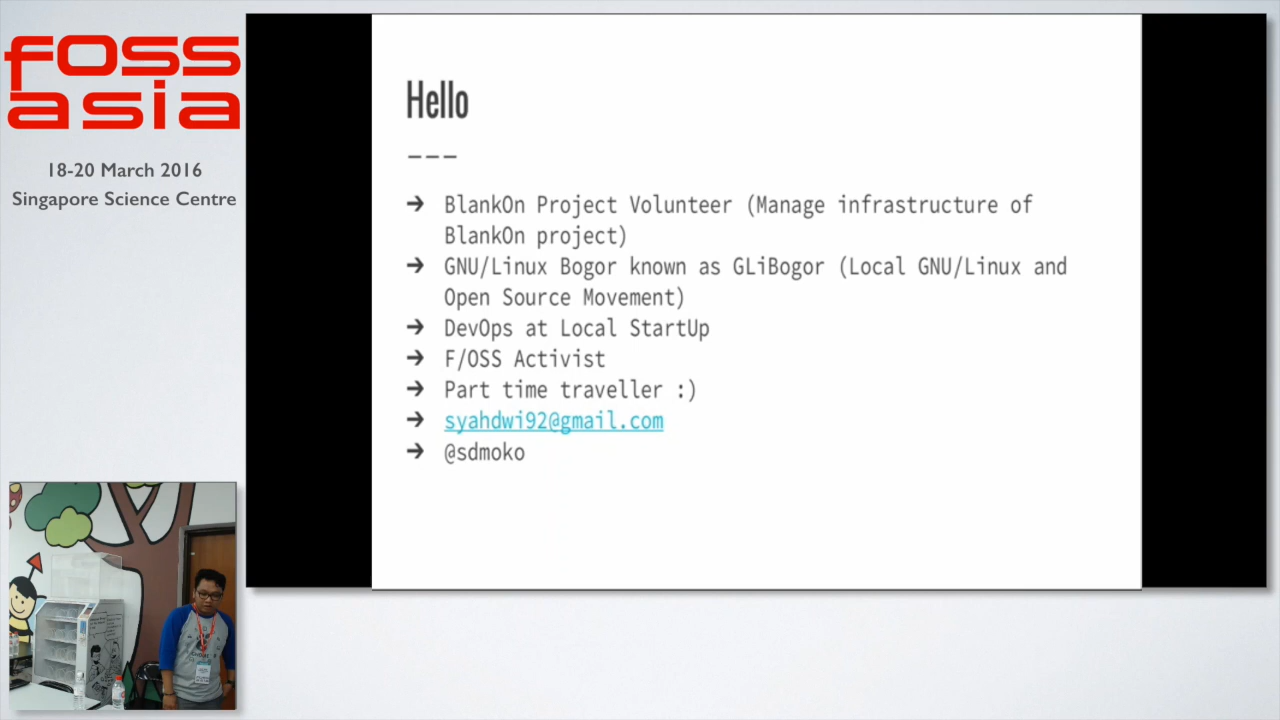 foss
asia
18-20 March 2016
Singapore Science Centre
Hello
---
→ BlankOn Project Volunteer (Manage infrastructure of
BlankOn project)
→ GNU/Linux Bogor known as GLiBogor (Local GNU/Linux and
Open Source Movement)
→ DevOps at Local StartUp
→ F/OSS Activist
→ Part time traveller :)
→ syahdwi92@gmail.com
→ @sdmoko